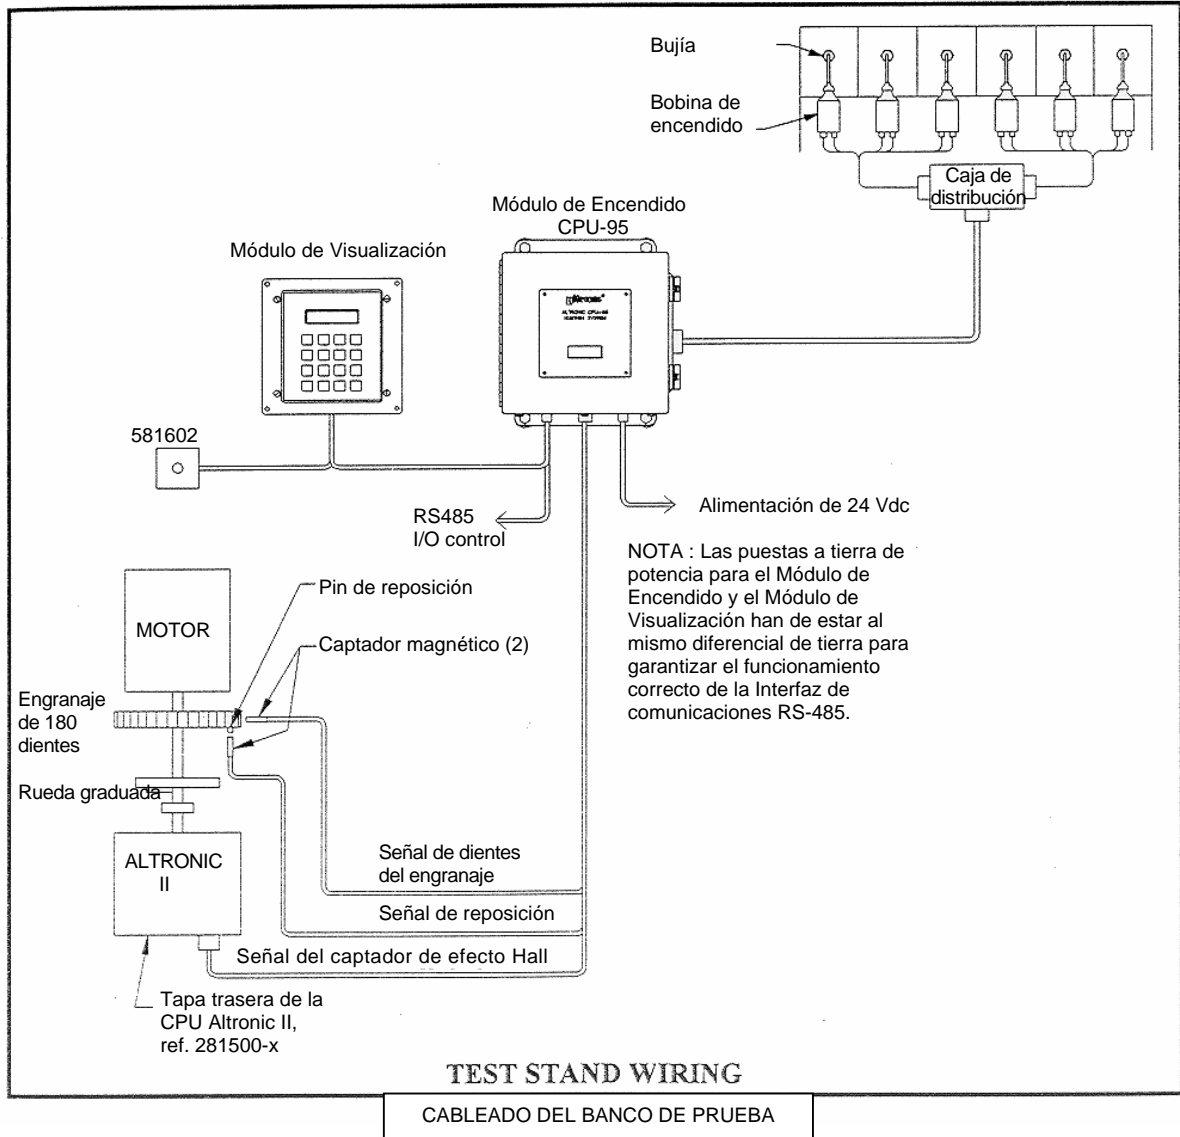 Bujía
Bobina de
encendido
Caja de
distribución
Módulo de Encendido
CPU-95
Módulo de Visualización
ALTRONIC CPU-95
IGNITION SYSTEM
581602
RS485
I/O control
Alimentación de 24 Vdc
NOTA : Las puestas a tierra de
potencia para el Módulo de
Encendido y el Módulo de
Visualización han de estar al
mismo diferencial de tierra para
garantizar el funcionamiento
correcto de la Interfaz de
comunicaciones RS-485.
Pin de reposición
MOTOR
Captador magnético (2)
Engranaje
de 180
dientes
Rueda graduada
ALTRONIC
II
Señal de dientes
del engranaje
Señal de reposición
Señal del captador de efecto Hall
Tapa trasera de la
CPU Altronic II,
ref. 281500-x
TEST STAND WIRING
CABLEADO DEL BANCO DE PRUEBA